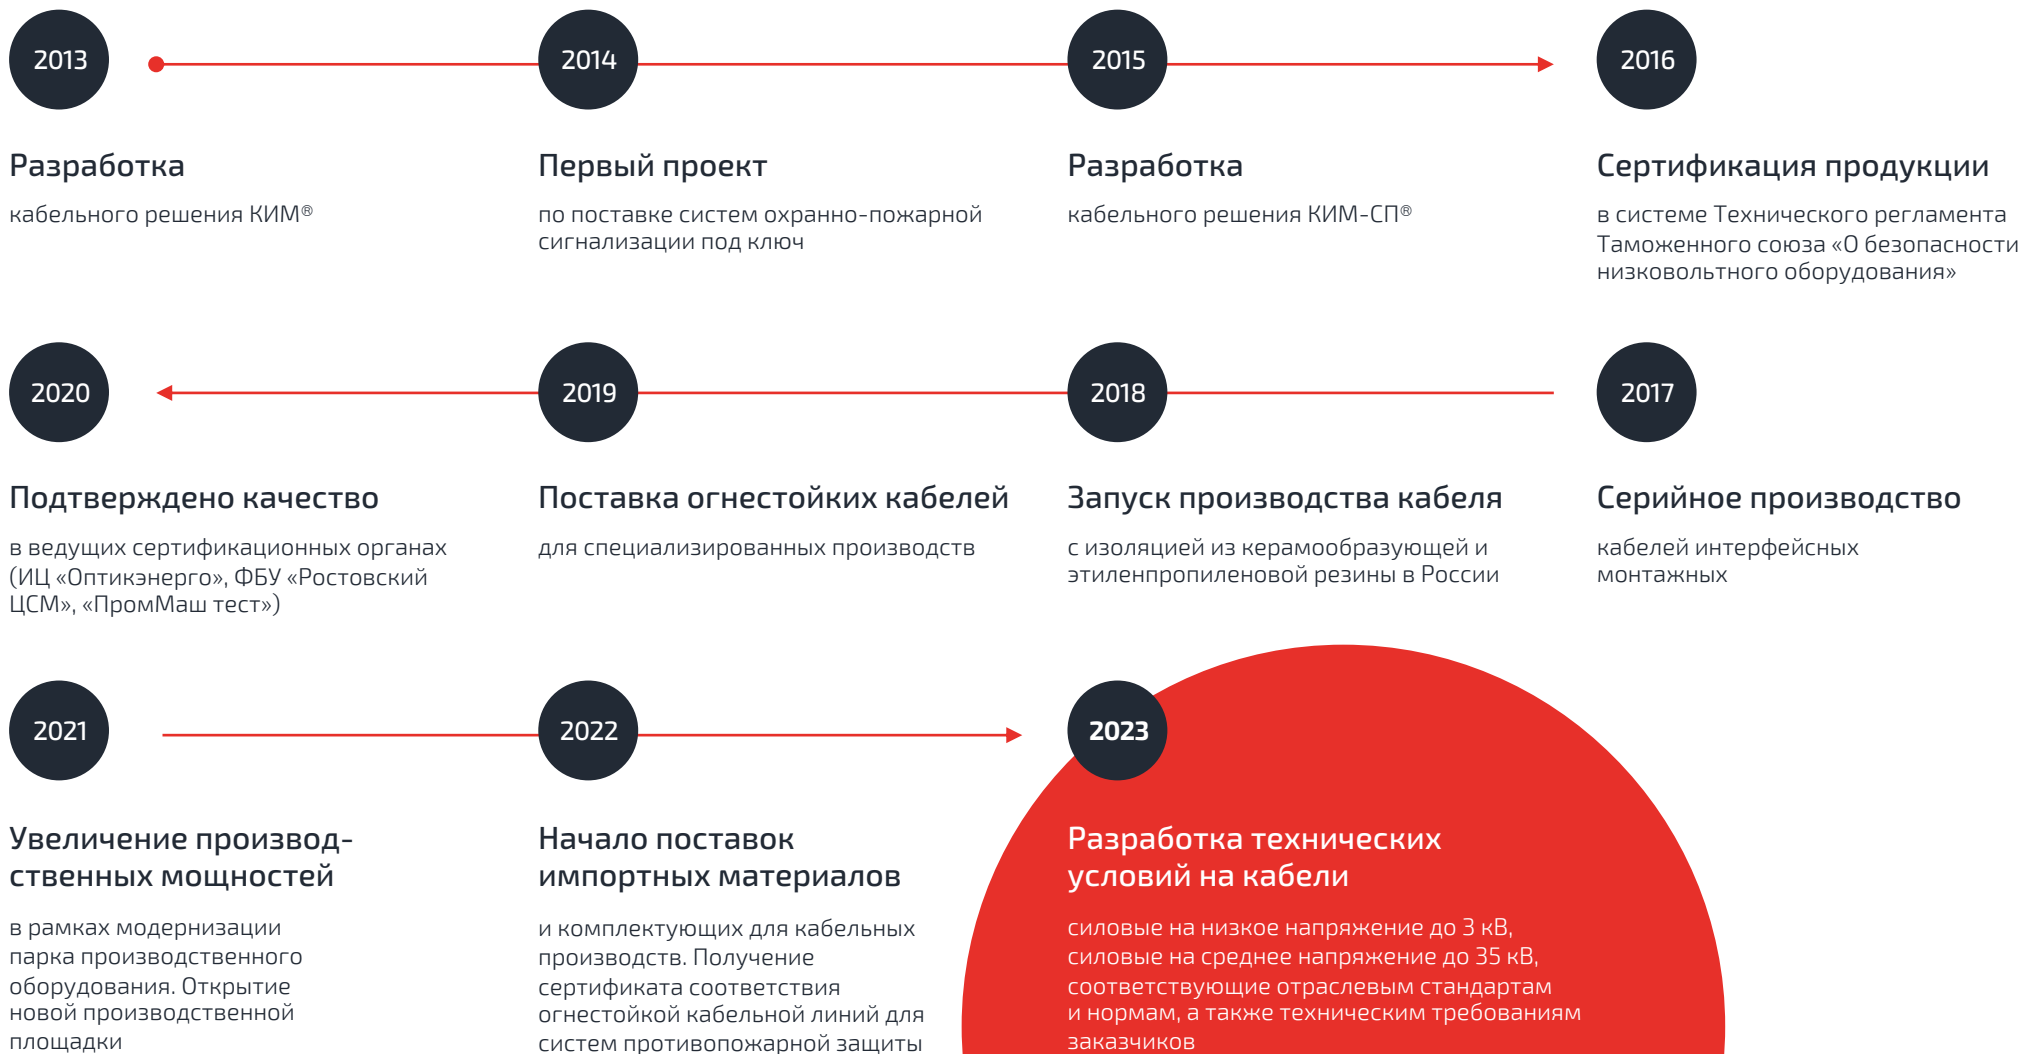 2013
Разработка
кабельного решения КИМ®
2014
Первый проект
по поставке систем охранно-пожарной
сигнализации под ключ
2015
Разработка
кабельного решения КИМ-СП®
2016
Сертификация продукции
в системе Технического регламента
Таможенного союза «О безопасности
низковольтного оборудования»
2017
Серийное производство
кабелей интерфейсных
монтажных
2018
Запуск производства кабеля
с изоляцией из керамообразующей и
этиленпропиленовой резины в России
2019
Поставка огнестойких кабелей
для специализированных производств
2020
Подтверждено качество
в ведущих сертификационных органах
(ИЦ «Оптикэнерго», ФБУ «Ростовский
ЦСМ», «ПромМаш тест»)
2021
Увеличение производ-
ственных мощностей
в рамках модернизации
парка производственного
оборудования. Открытие
новой производственной
площадки
2022
Начало поставок
импортных материалов
и комплектующих для кабельных
производств. Получение
сертификата соответствия
огнестойкой кабельной линий для
систем противопожарной защиты
2023
Разработка технических
условий на кабели
силовые на низкое напряжение до 3 кВ,
силовые на среднее напряжение до 35 кВ,
соответствующие отраслевым стандартам
и нормам, а также техническим требованиям
заказчиков